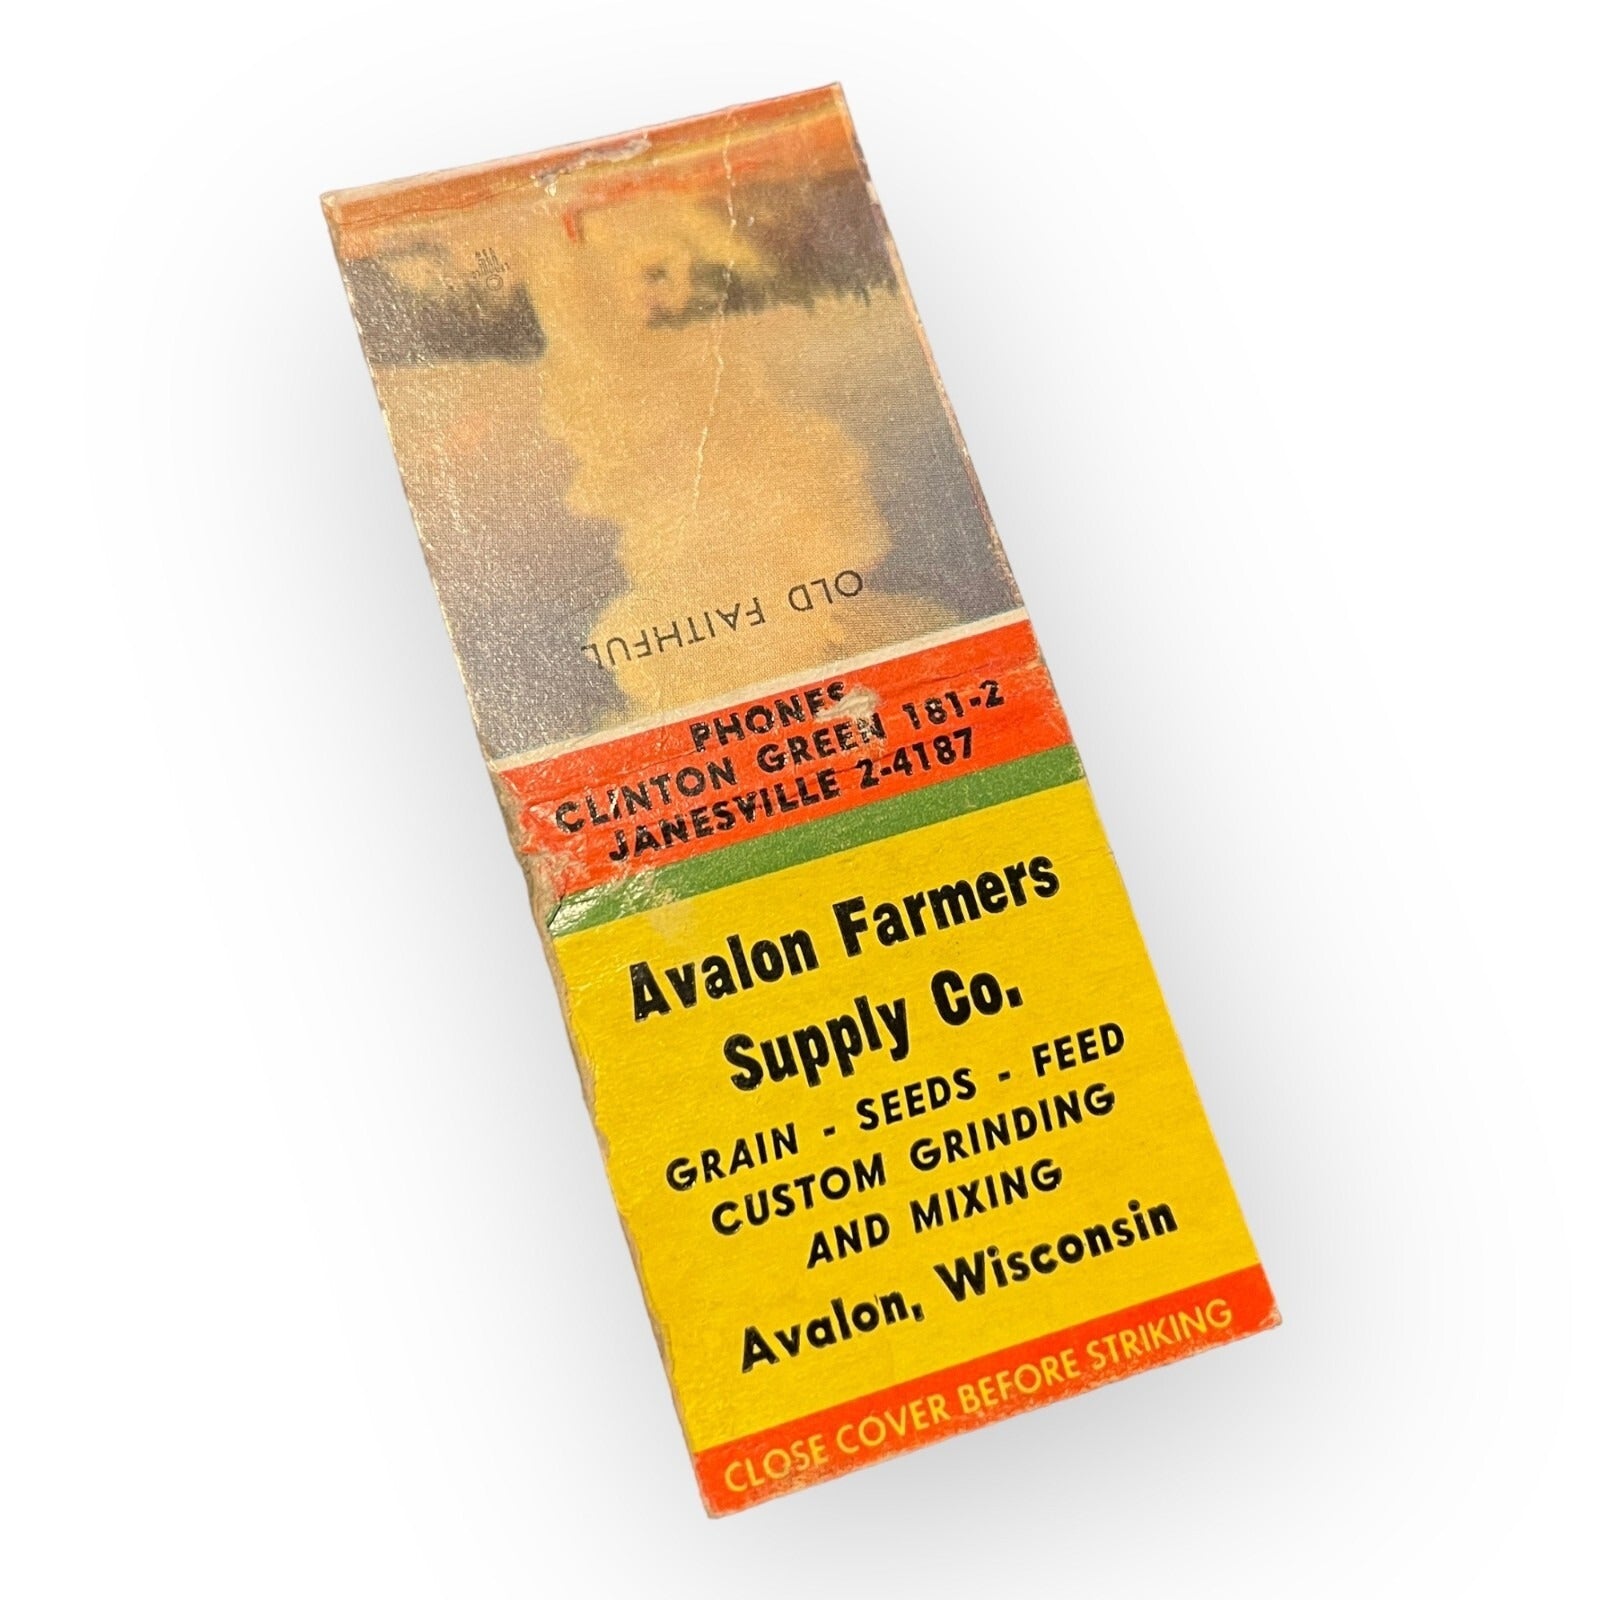 OLD FAITHFUL
PHONES
CLINTON GREEN 181-2
JANESVILLE 2-4187
Avalon Farmers
Supply Co.
GRAIN - SEEDS - FEED
CUSTOM GRINDING
AND MIXING
Avalon, Wisconsin
CLOSE COVER BEFORE STRIKING